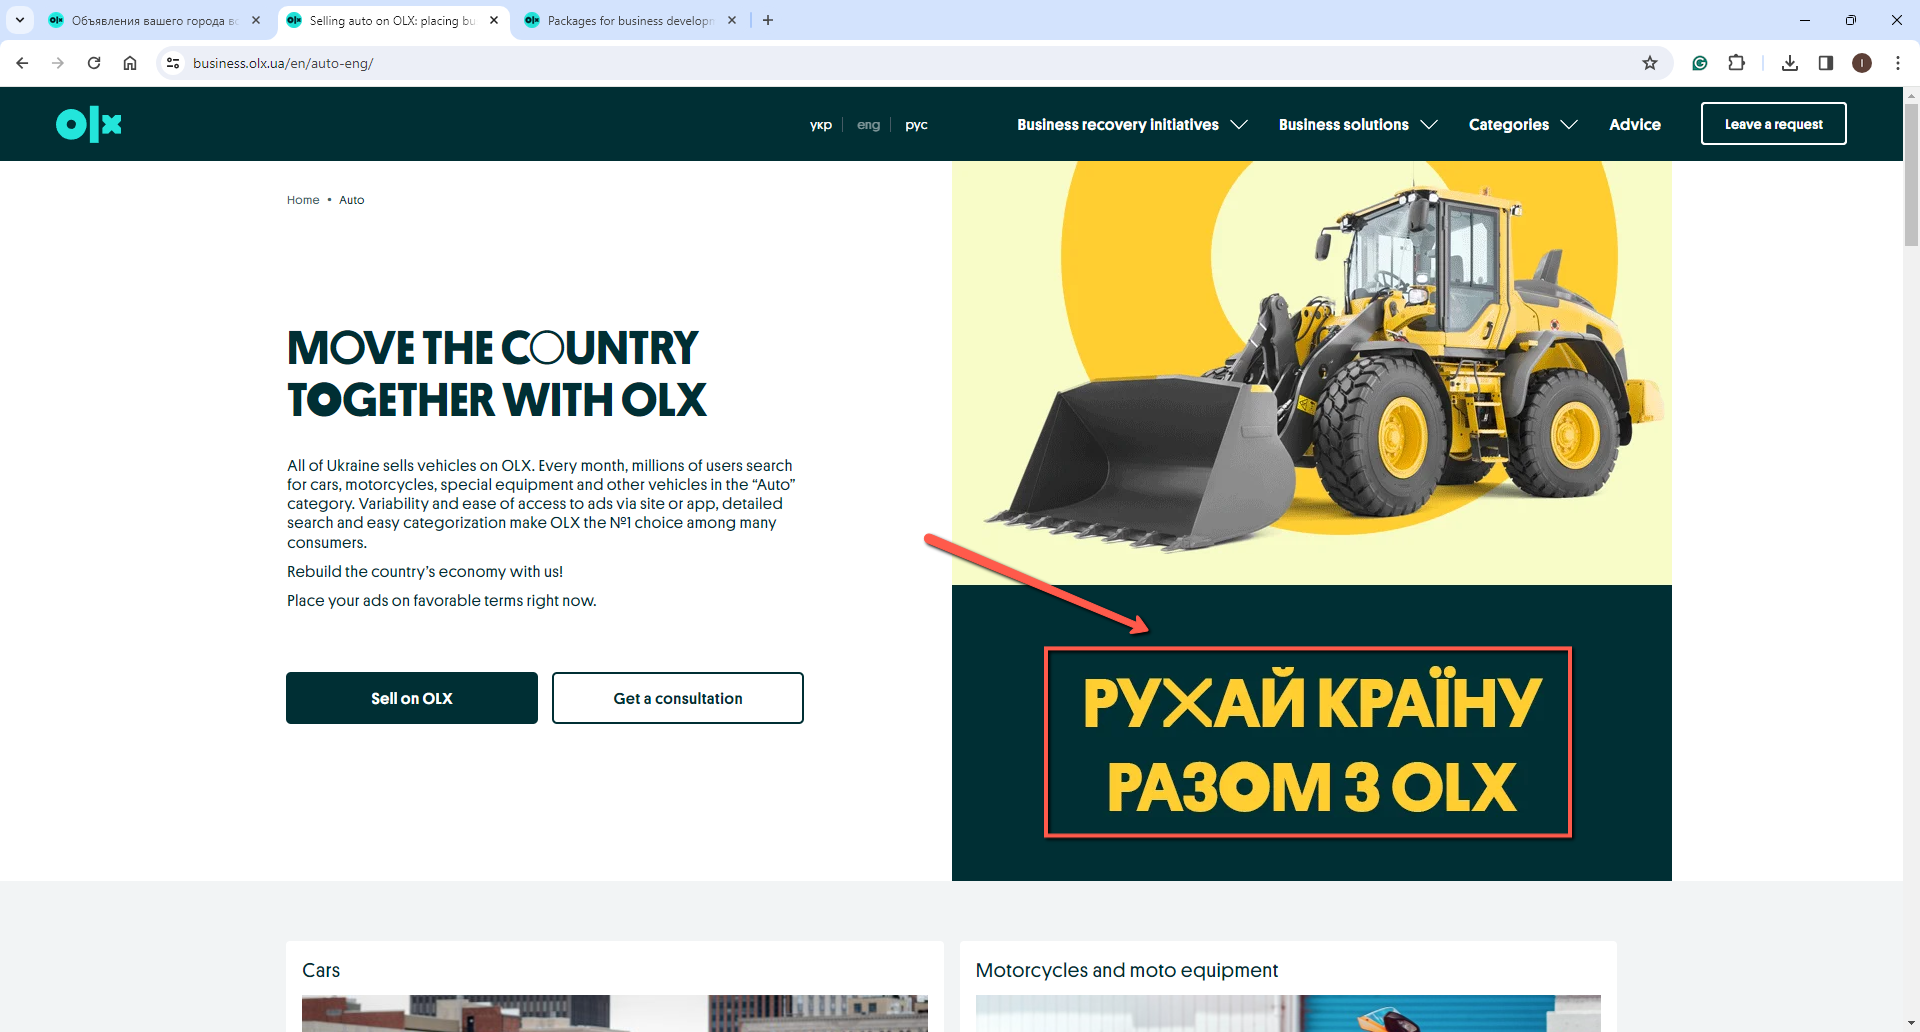 Объявления вашего города
Selling auto on OLX: placing bu
Packages for business developm
business.olx.ua/en/auto-eng/
I
olx
укр
eng
рус
Business recovery initiatives
Business solutions
Categories
Advice
Leave a request
Home • Auto
MOVE THE COUNTRY
TOGETHER WITH OLX
All of Ukraine sells vehicles on OLX. Every month, millions of users search
for cars, motorcycles, special equipment and other vehicles in the “Auto”
category. Variability and ease of access to ads via site or app, detailed
search and easy categorization make OLX the №1 choice among many
consumers.
Rebuild the country’s economy with us!
Place your ads on favorable terms right now.
Sell on OLX
Get a consultation
РУХАЙ КРАЇНУ
РАЗОМ З OLX
Cars
Motorcycles and moto equipment